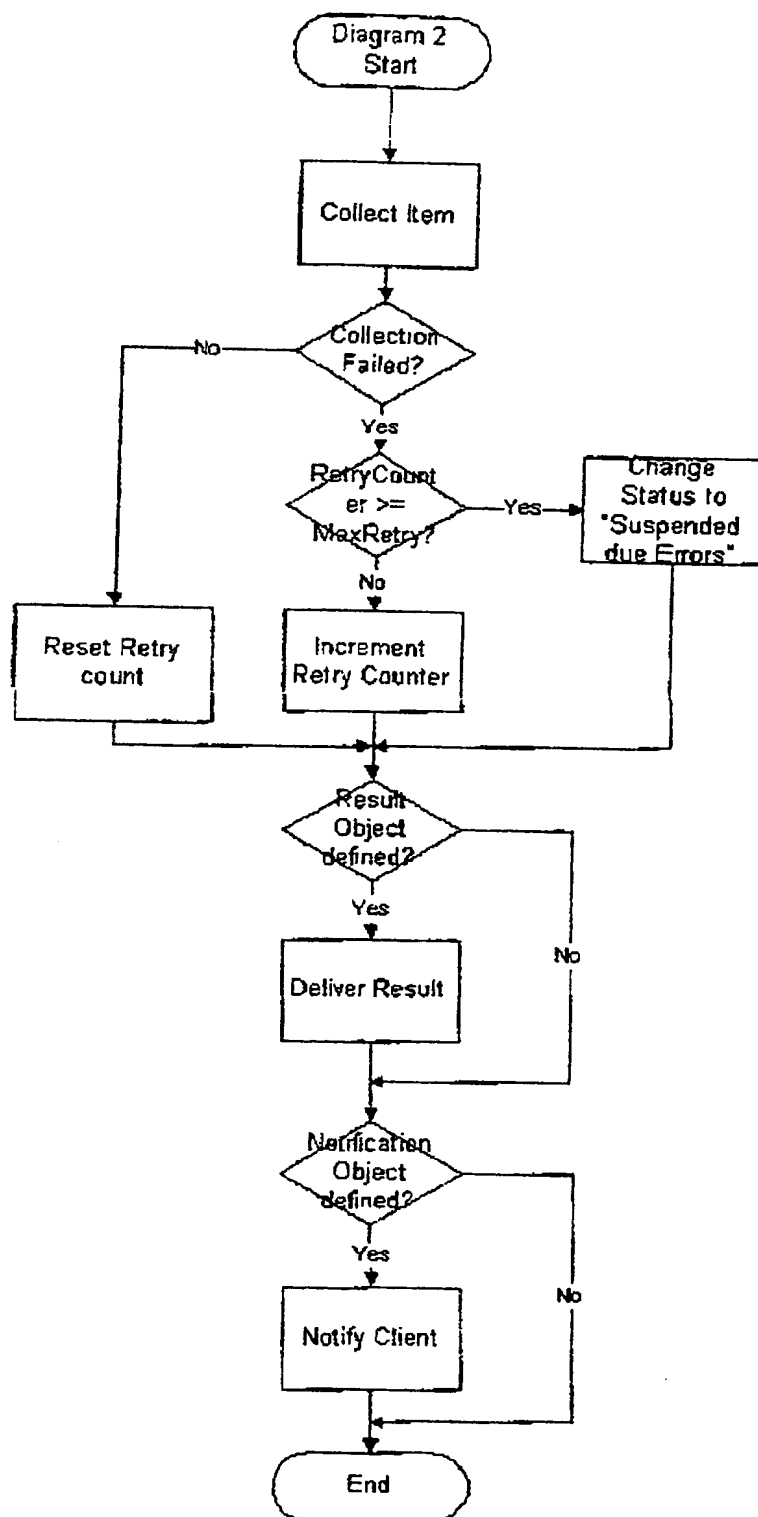 Diagram 2
Start
Collect Item
Collection
Failed?
No
Yes
RetryCount
er >=
MaxRetry?
Yes
Change
Status to
"Suspended
due Errors"
No
Reset Retry
count
Increment
Retry Counter
Result
Object
defined?
Yes
No
Deliver Result
Notification
Object
defined?
Yes
No
Notify Client
End